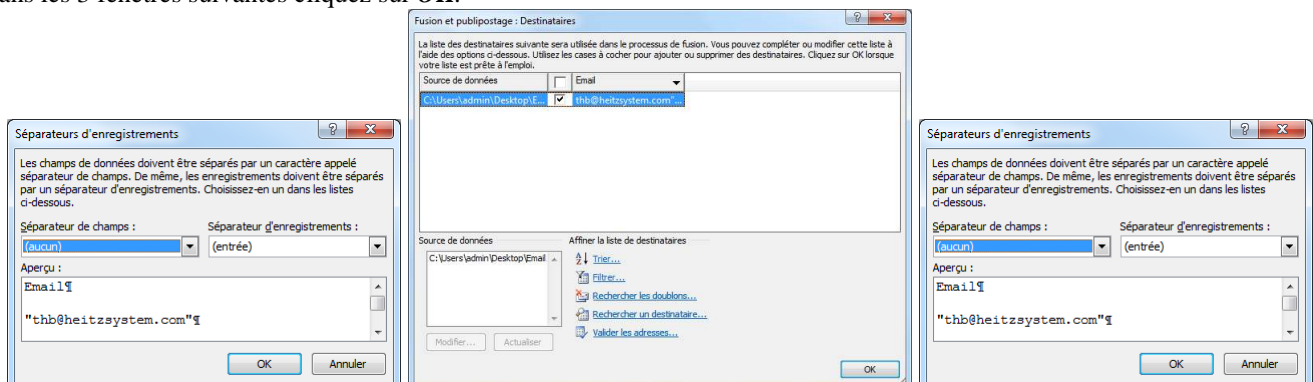 ans les 3 fenêtres suivantes cliquez sur OK.
Séparateurs d'enregistrements
Les champs de données doivent être séparés par un caractère appelé
séparateur de champs. De même, les enregistrements doivent être séparés
par un séparateur d'enregistrements. Choisissez-en un dans les listes
ci-dessous.
Séparateur de champs :
Séparateur d'enregistrements :
(aucun)
(entrée)
Aperçu :
Email¶
"thb@heitzsystem.com"¶
OK
Annuler
Fusion et publipostage : Destinataires
La liste des destinataires suivante sera utilisée dans le processus de fusion. Vous pouvez compléter ou modifier cette liste à
l'aide des options ci-dessous. Utilisez les cases à cocher pour ajouter ou supprimer des destinataires. Cliquez sur OK lorsque
votre liste est prête à l'emploi.
Source de données
Email
C:\Users\admin\Desktop\E...
thb@heitzsystem.com"...
Source de données
C:\Users\admin\Desktop\Email
Modifier...
Actualiser
Affiner la liste de destinataires
Trier...
Filtrer...
Rechercher les doublons...
Rechercher un destinataire...
Valider les adresses...
OK
Séparateurs d'enregistrements
Les champs de données doivent être séparés par un caractère appelé
séparateur de champs. De même, les enregistrements doivent être séparés
par un séparateur d'enregistrements. Choisissez-en un dans les listes
ci-dessous.
Séparateur de champs :
Séparateur d'enregistrements :
(aucun)
(entrée)
Aperçu :
Email¶
"thb@heitzsystem.com"¶
OK
Annuler